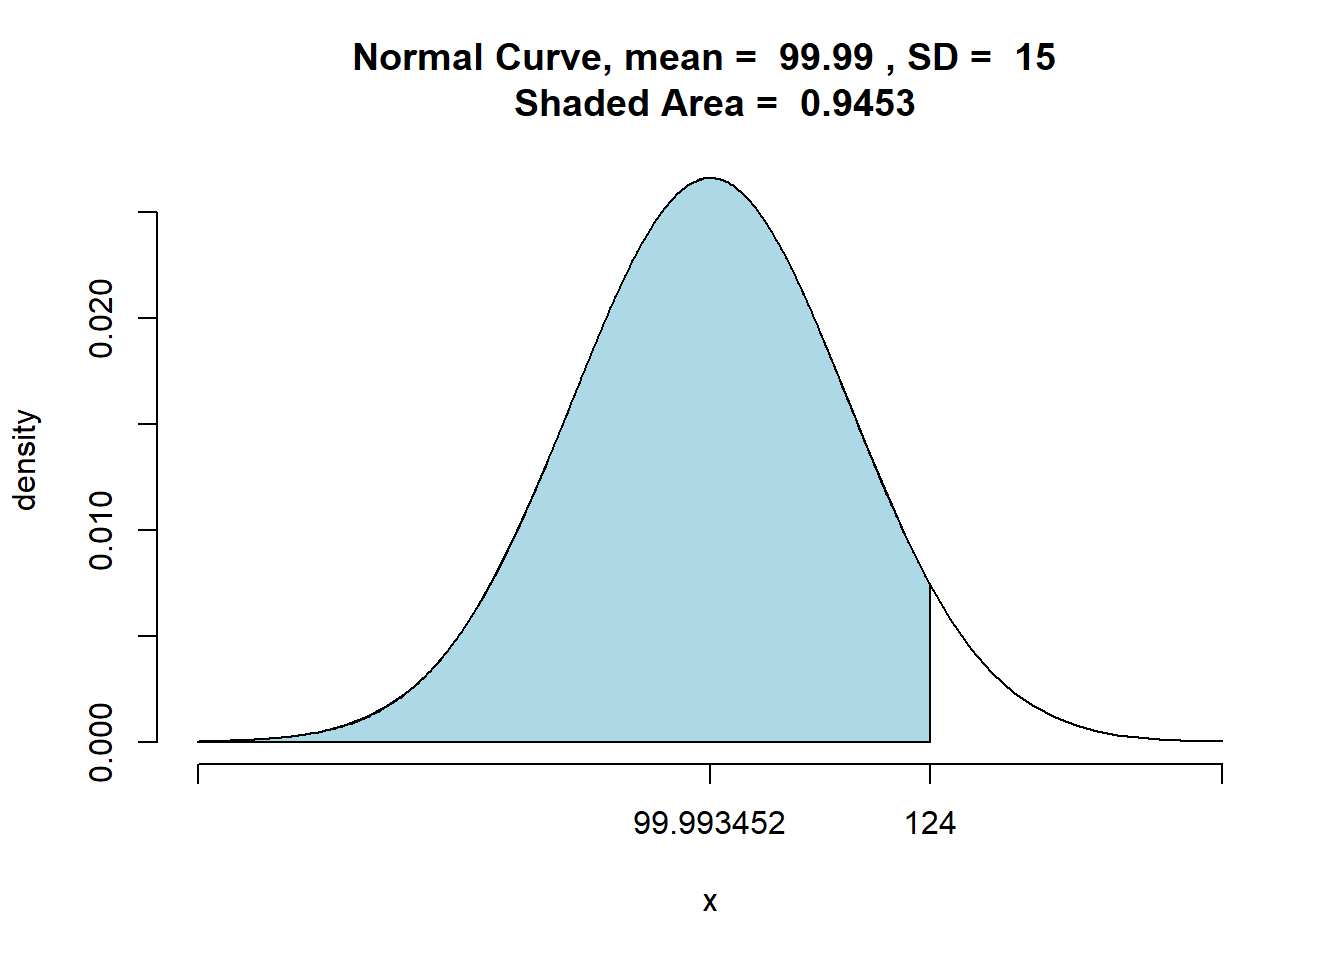 Normal Curve, mean =  99.99 , SD =  15
Shaded Area =  0.9453
density
0.020
0.010
0.000
99.993452
124
x